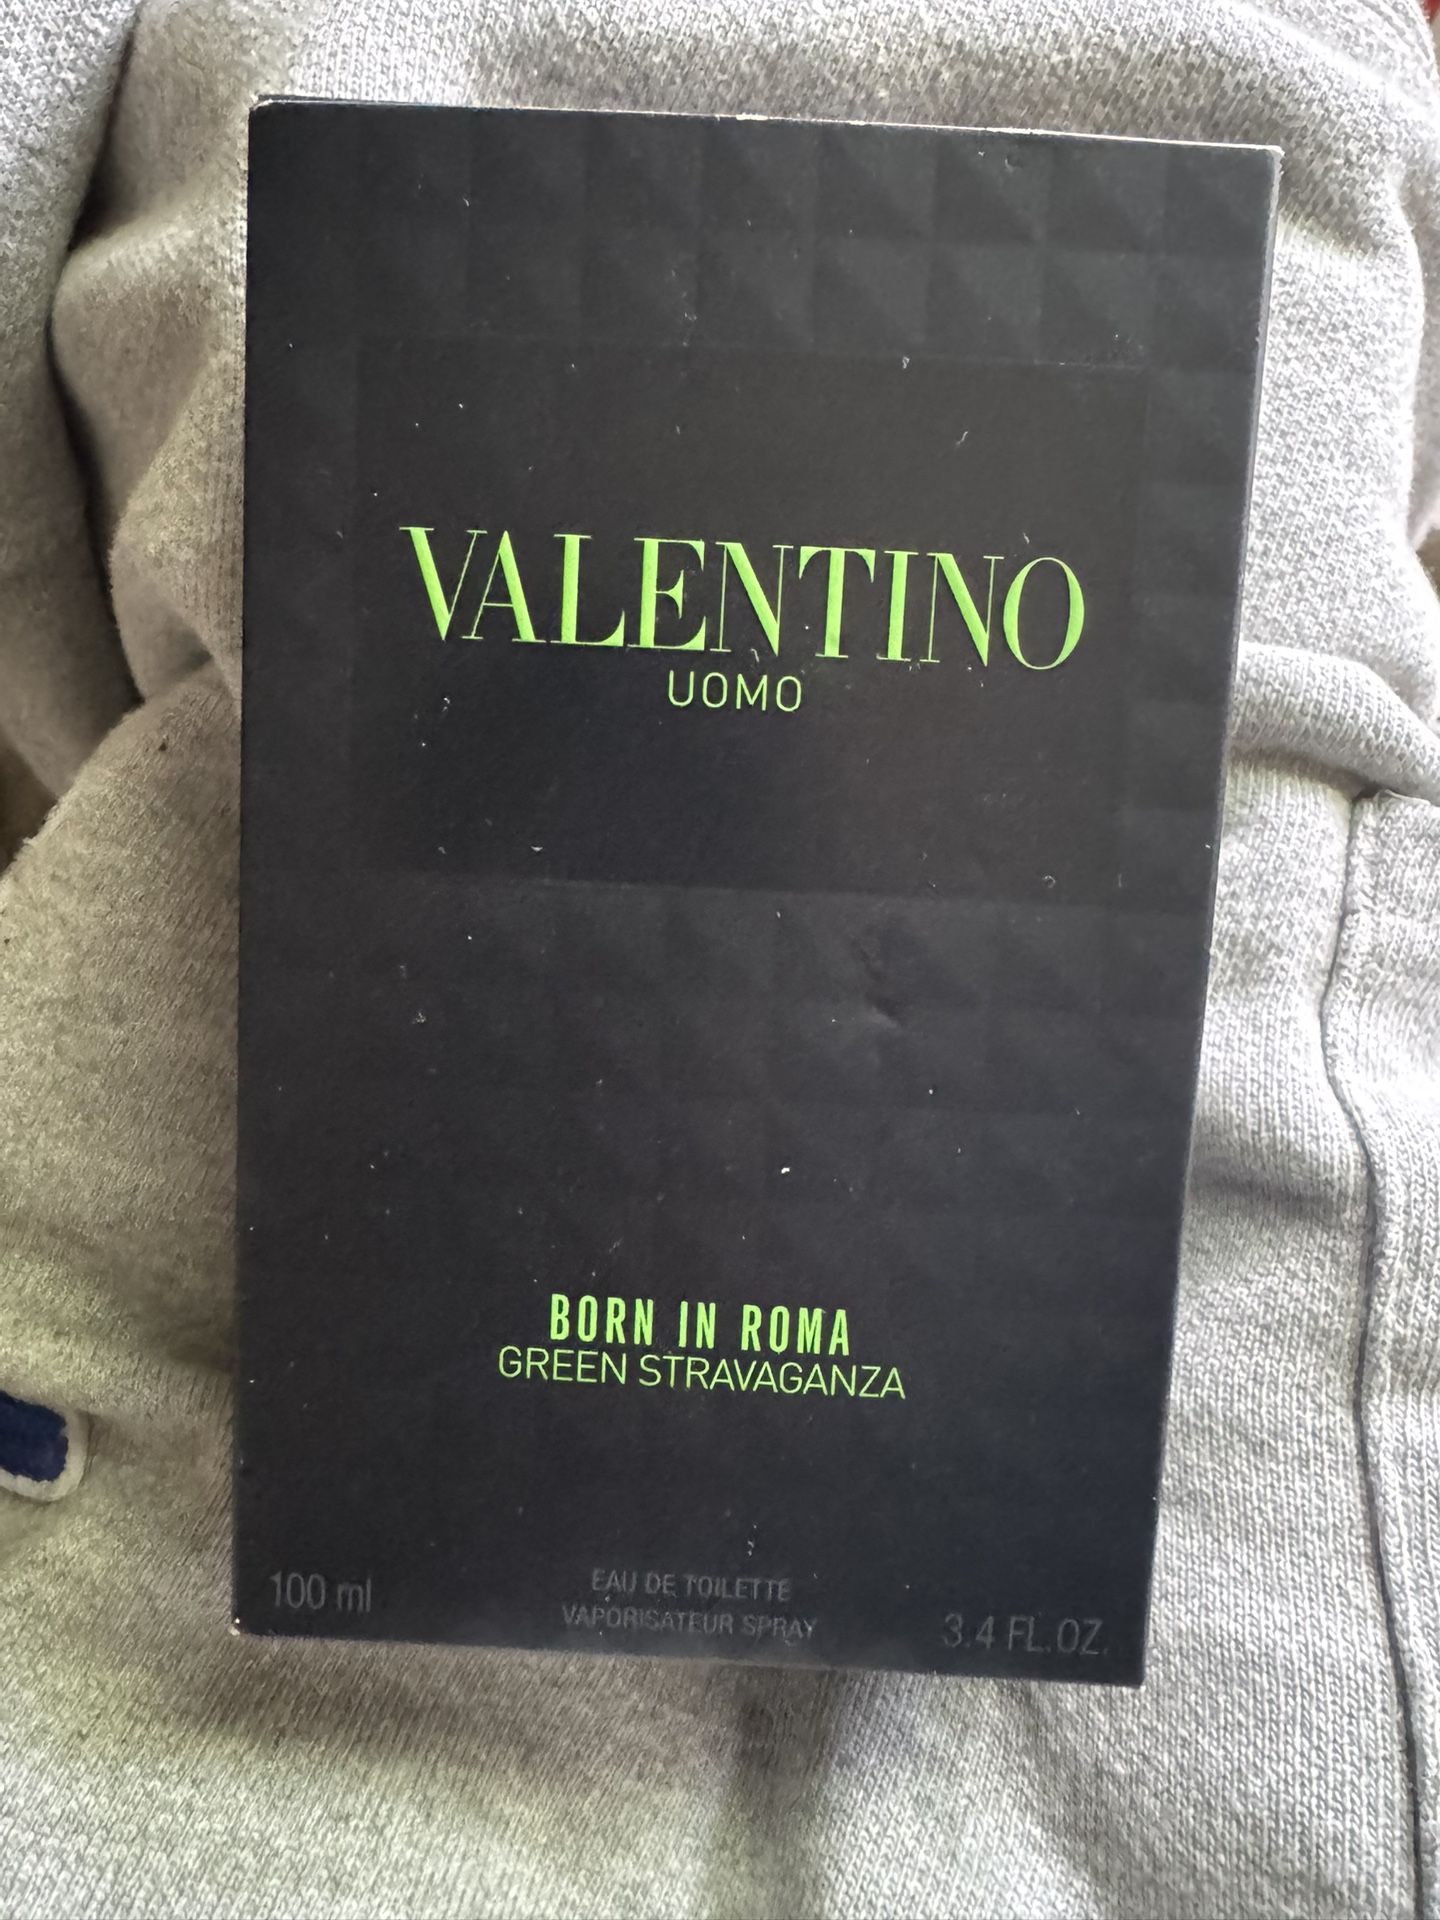 VALENTINO
UOMO
BORN IN ROMA
GREEN STRAVAGANZA
100 ml
EAU DE TOILETTE
VAPORISATEUR SPRAY
3.4 FL.OZ.